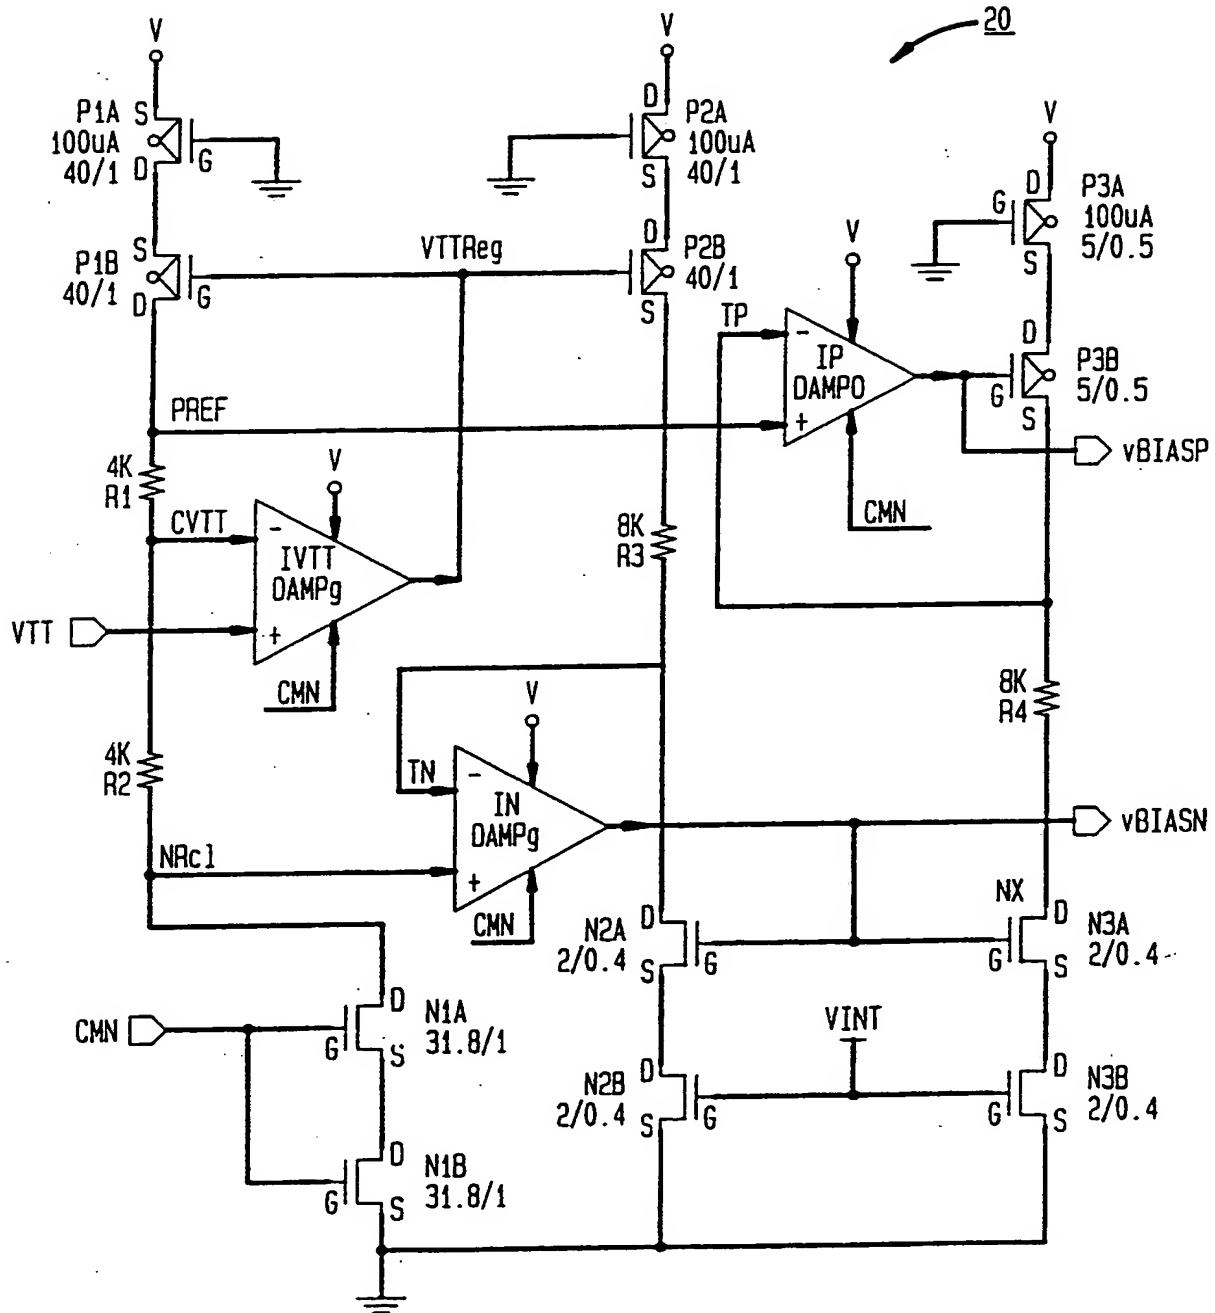 20
V
V
V
P1A
100uA
40/1
S
D
G
D
S
P2A
100uA
40/1
G
D
S
P3A
100uA
5/0.5
P1B
40/1
S
D
G
VTTReg
D
S
P2B
40/1
V
TP
-
IP
DAMPO
+
D
G
S
P3B
5/0.5
PREF
vBIASP
4K
R1
V
CMN
CVTT
-
IVTT
DAMPg
+
8K
R3
VTT
CMN
V
8K
R4
4K
R2
TN
-
IN
DAMPg
+
vBIASN
NRcl
CMN
D
N2A
2/0.4
S
G
NX
D
G
S
N3A
2/0.4
CMN
D
G
S
N1A
31.8/1
VINT
D
N2B
2/0.4
S
G
D
G
S
N3B
2/0.4
D
G
S
N1B
31.8/1